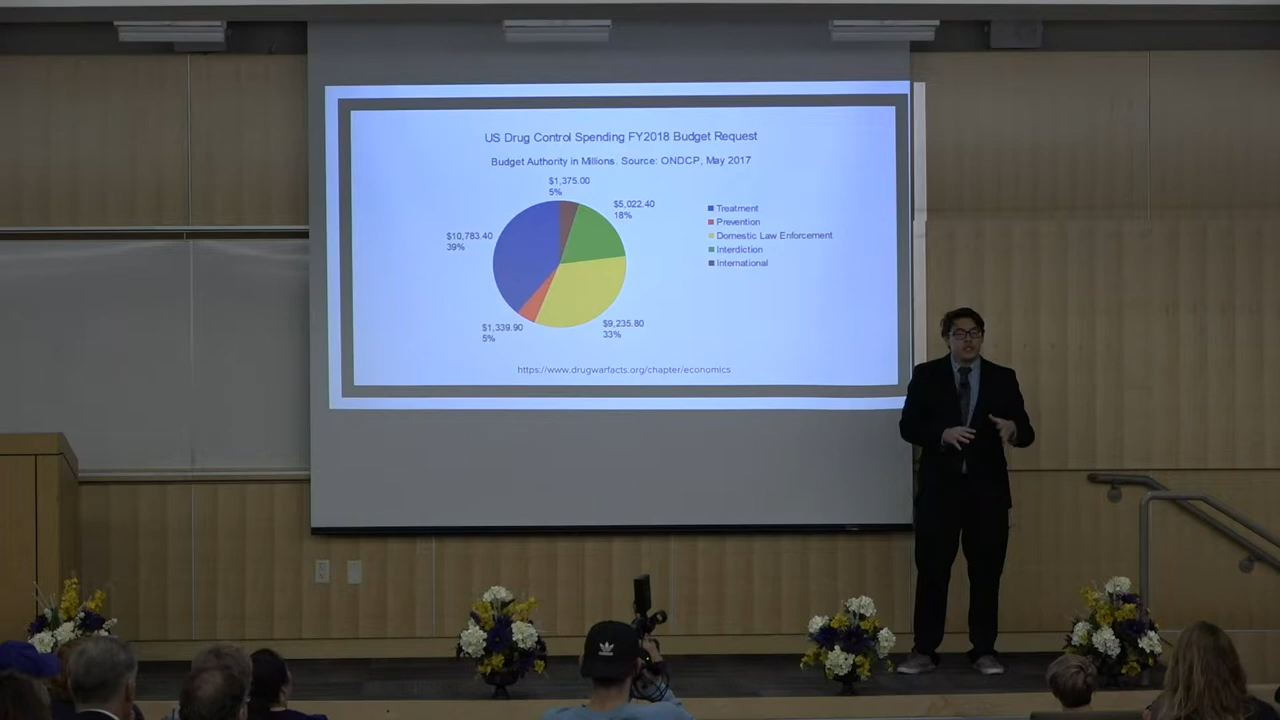 US Drug Control Spending FY2018 Budget Request
Budget Authority in Millions. Source: ONDCP, May 2017
$1,375.00
5%
$5,022.40
18%
$10,783.40
39%
$1,339.90
5%
$9,235.80
33%
Treatment
Prevention
Domestic Law Enforcement
Interdiction
International
https://www.drugwarfacts.org/chapter/economics